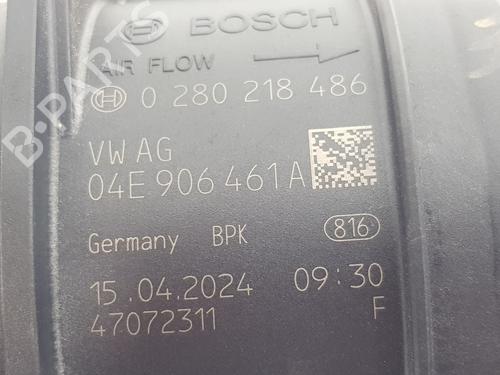 BOSCH
AIR FLOW
0 280 218 486
VW AG
04E 906 461 A
Germany BPK 816
15.04.2024 09:30
47072311 F
B-PARTS